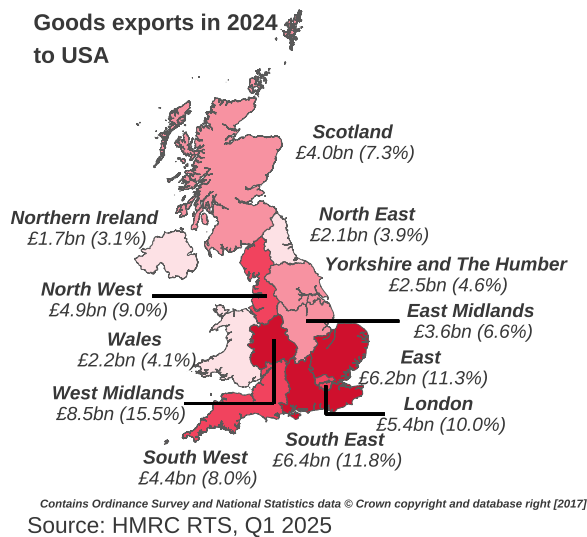 Goods exports in 2024
to USA
Scotland
£4.0bn (7.3%)
Northern Ireland
£1.7bn (3.1%)
North East
£2.1bn (3.9%)
Yorkshire and The Humber
£2.5bn (4.6%)
North West
£4.9bn (9.0%)
East Midlands
£3.6bn (6.6%)
Wales
£2.2bn (4.1%)
East
£6.2bn (11.3%)
West Midlands
£8.5bn (15.5%)
London
£5.4bn (10.0%)
South East
£6.4bn (11.8%)
South West
£4.4bn (8.0%)
Contains Ordinance Survey and National Statistics data © Crown copyright and database right [2017]
Source: HMRC RTS, Q1 2025